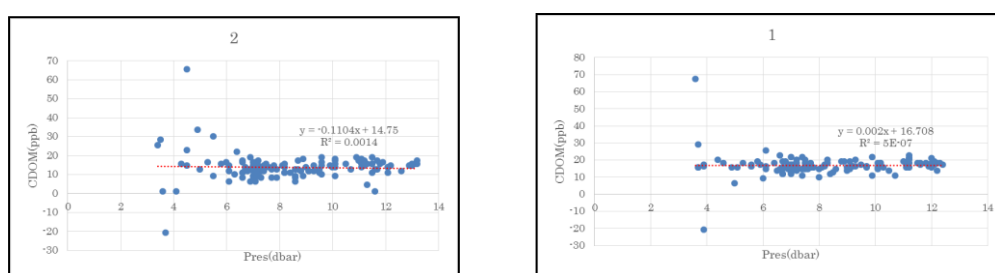 2
70
60
50
40
30
20
10
0
-10
-20
-30
0 2 4 6 8 10 12 14
CDOM(ppb)
Pres(dbar)
y = -0.1104x + 14.75
R² = 0.0014
1
80
70
60
50
40
30
20
10
0
-10
-20
-30
0 2 4 6 8 10 12 14
CDOM(ppb)
Pres(dbar)
y = 0.002x + 16.708
R² = 5E-07